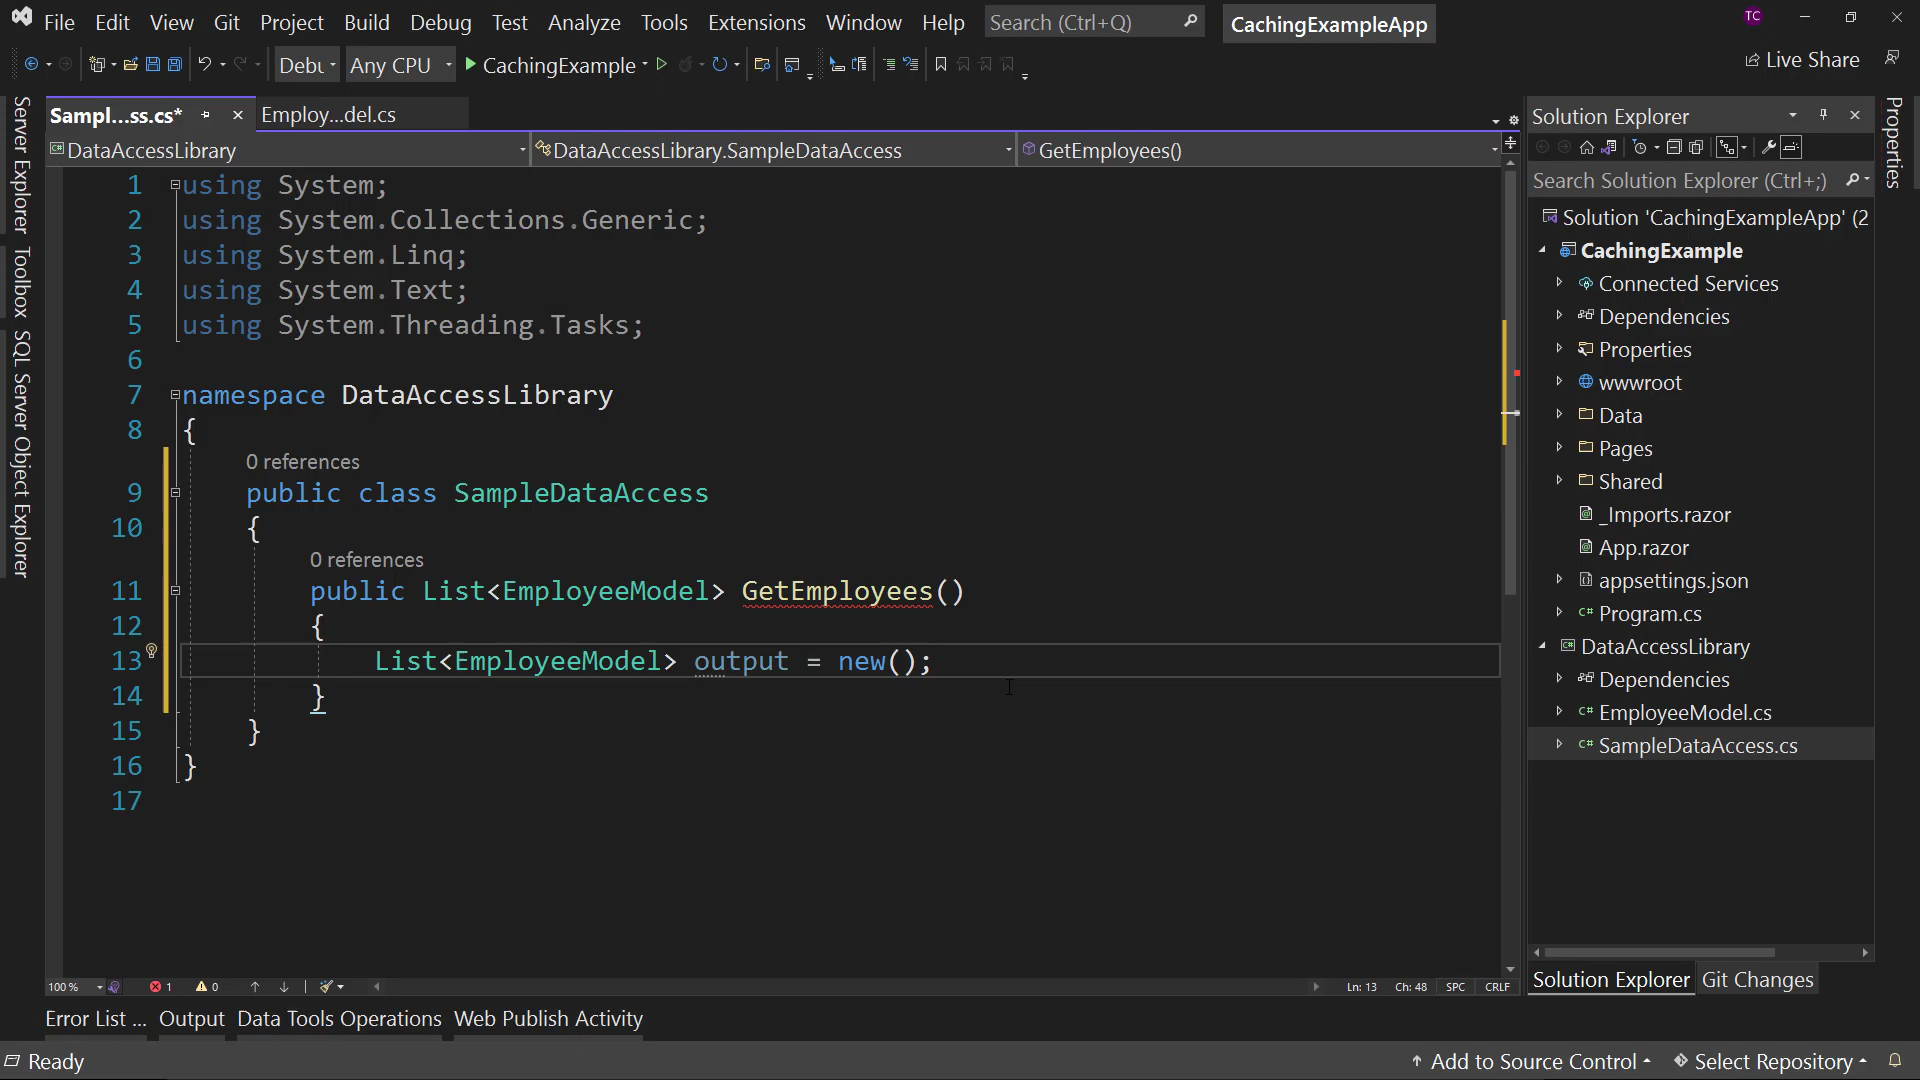 File Edit View Git Project Build Debug Test Analyze Tools Extensions Window Help Search (Ctrl+Q) CachingExampleApp TC
Debu Any CPU CachingExample Live Share
Sampl...ss.cs* Employ...del.cs
DataAccessLibrary DataAccessLibrary.SampleDataAccess GetEmployees()
1 using System;
2 using System.Collections.Generic;
3 using System.Linq;
4 using System.Text;
5 using System.Threading.Tasks;
6
7 namespace DataAccessLibrary
8 {
0 references
9 public class SampleDataAccess
10 {
0 references
11 public List<EmployeeModel> GetEmployees()
12 {
13 List<EmployeeModel> output = new();
14 }
15 }
16 }
17
100 % 1 0 Ln: 13 Ch: 48 SPC CRLF
Server Explorer
Toolbox
SQL Server Object Explorer
Solution Explorer
Search Solution Explorer (Ctrl+;)
Solution 'CachingExampleApp' (2
CachingExample
Connected Services
Dependencies
Properties
wwwroot
Data
Pages
Shared
_Imports.razor
App.razor
appsettings.json
Program.cs
DataAccessLibrary
Dependencies
EmployeeModel.cs
SampleDataAccess.cs
Solution Explorer Git Changes
Properties
Error List ... Output Data Tools Operations Web Publish Activity
Ready Add to Source Control Select Repository